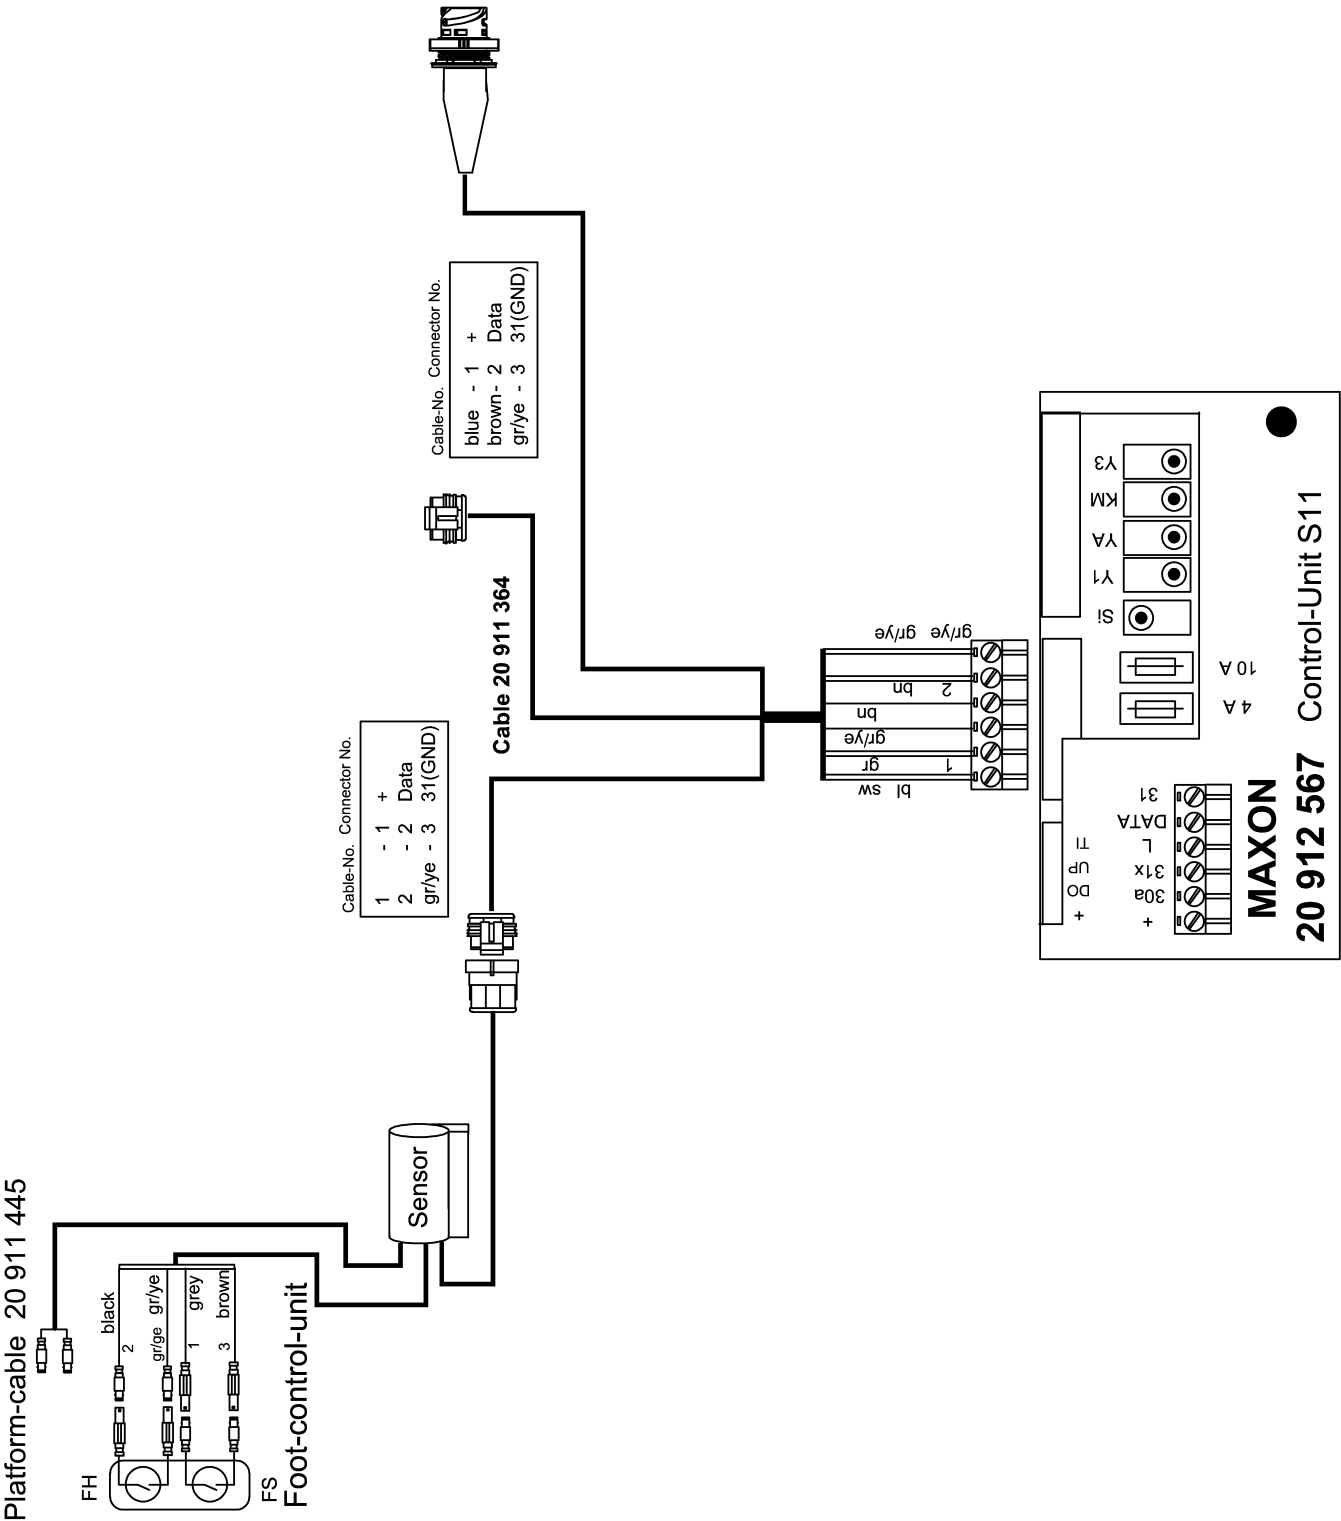 Platform-cable 20 911 445
FH
FS
Foot-control-unit
black
2
gr/ge gr/ye
1 grey
3 brown
Sensor
Cable-No. Connector No.
1 - 1 +
2 - 2 Data
gr/ye - 3 31(GND)
Cable 20 911 364
Cable-No. Connector No.
blue - 1 +
brown - 2 Data
gr/ye - 3 31(GND)
gr/ye gr/ye
2 bn
bn
gr/ye
1 gr
bl sw
Y3
KM
YA
Y1
Si
10 A
4 A
TI
UP
DO
+
31
DATA
L
31x
30a
+
MAXON
20 912 567 Control-Unit S11